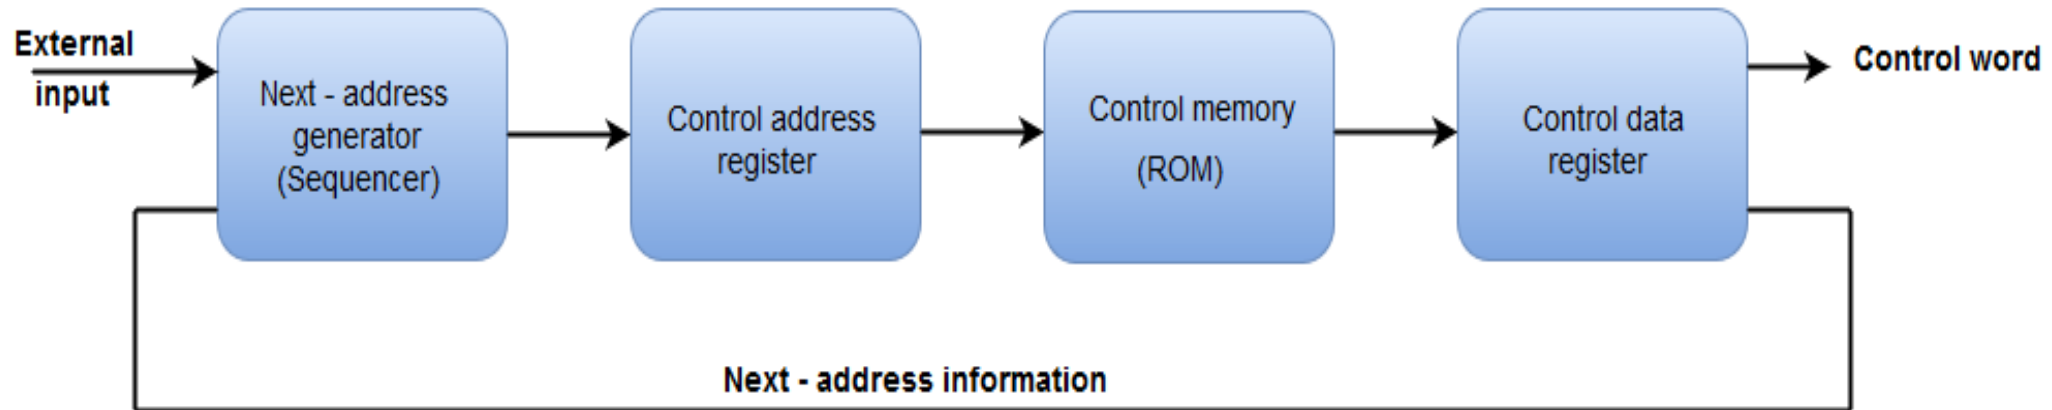 External
input
Next - address
generator
(Sequencer)
Control address
register
Control memory
(ROM)
Control data
register
Control word
Next - address information